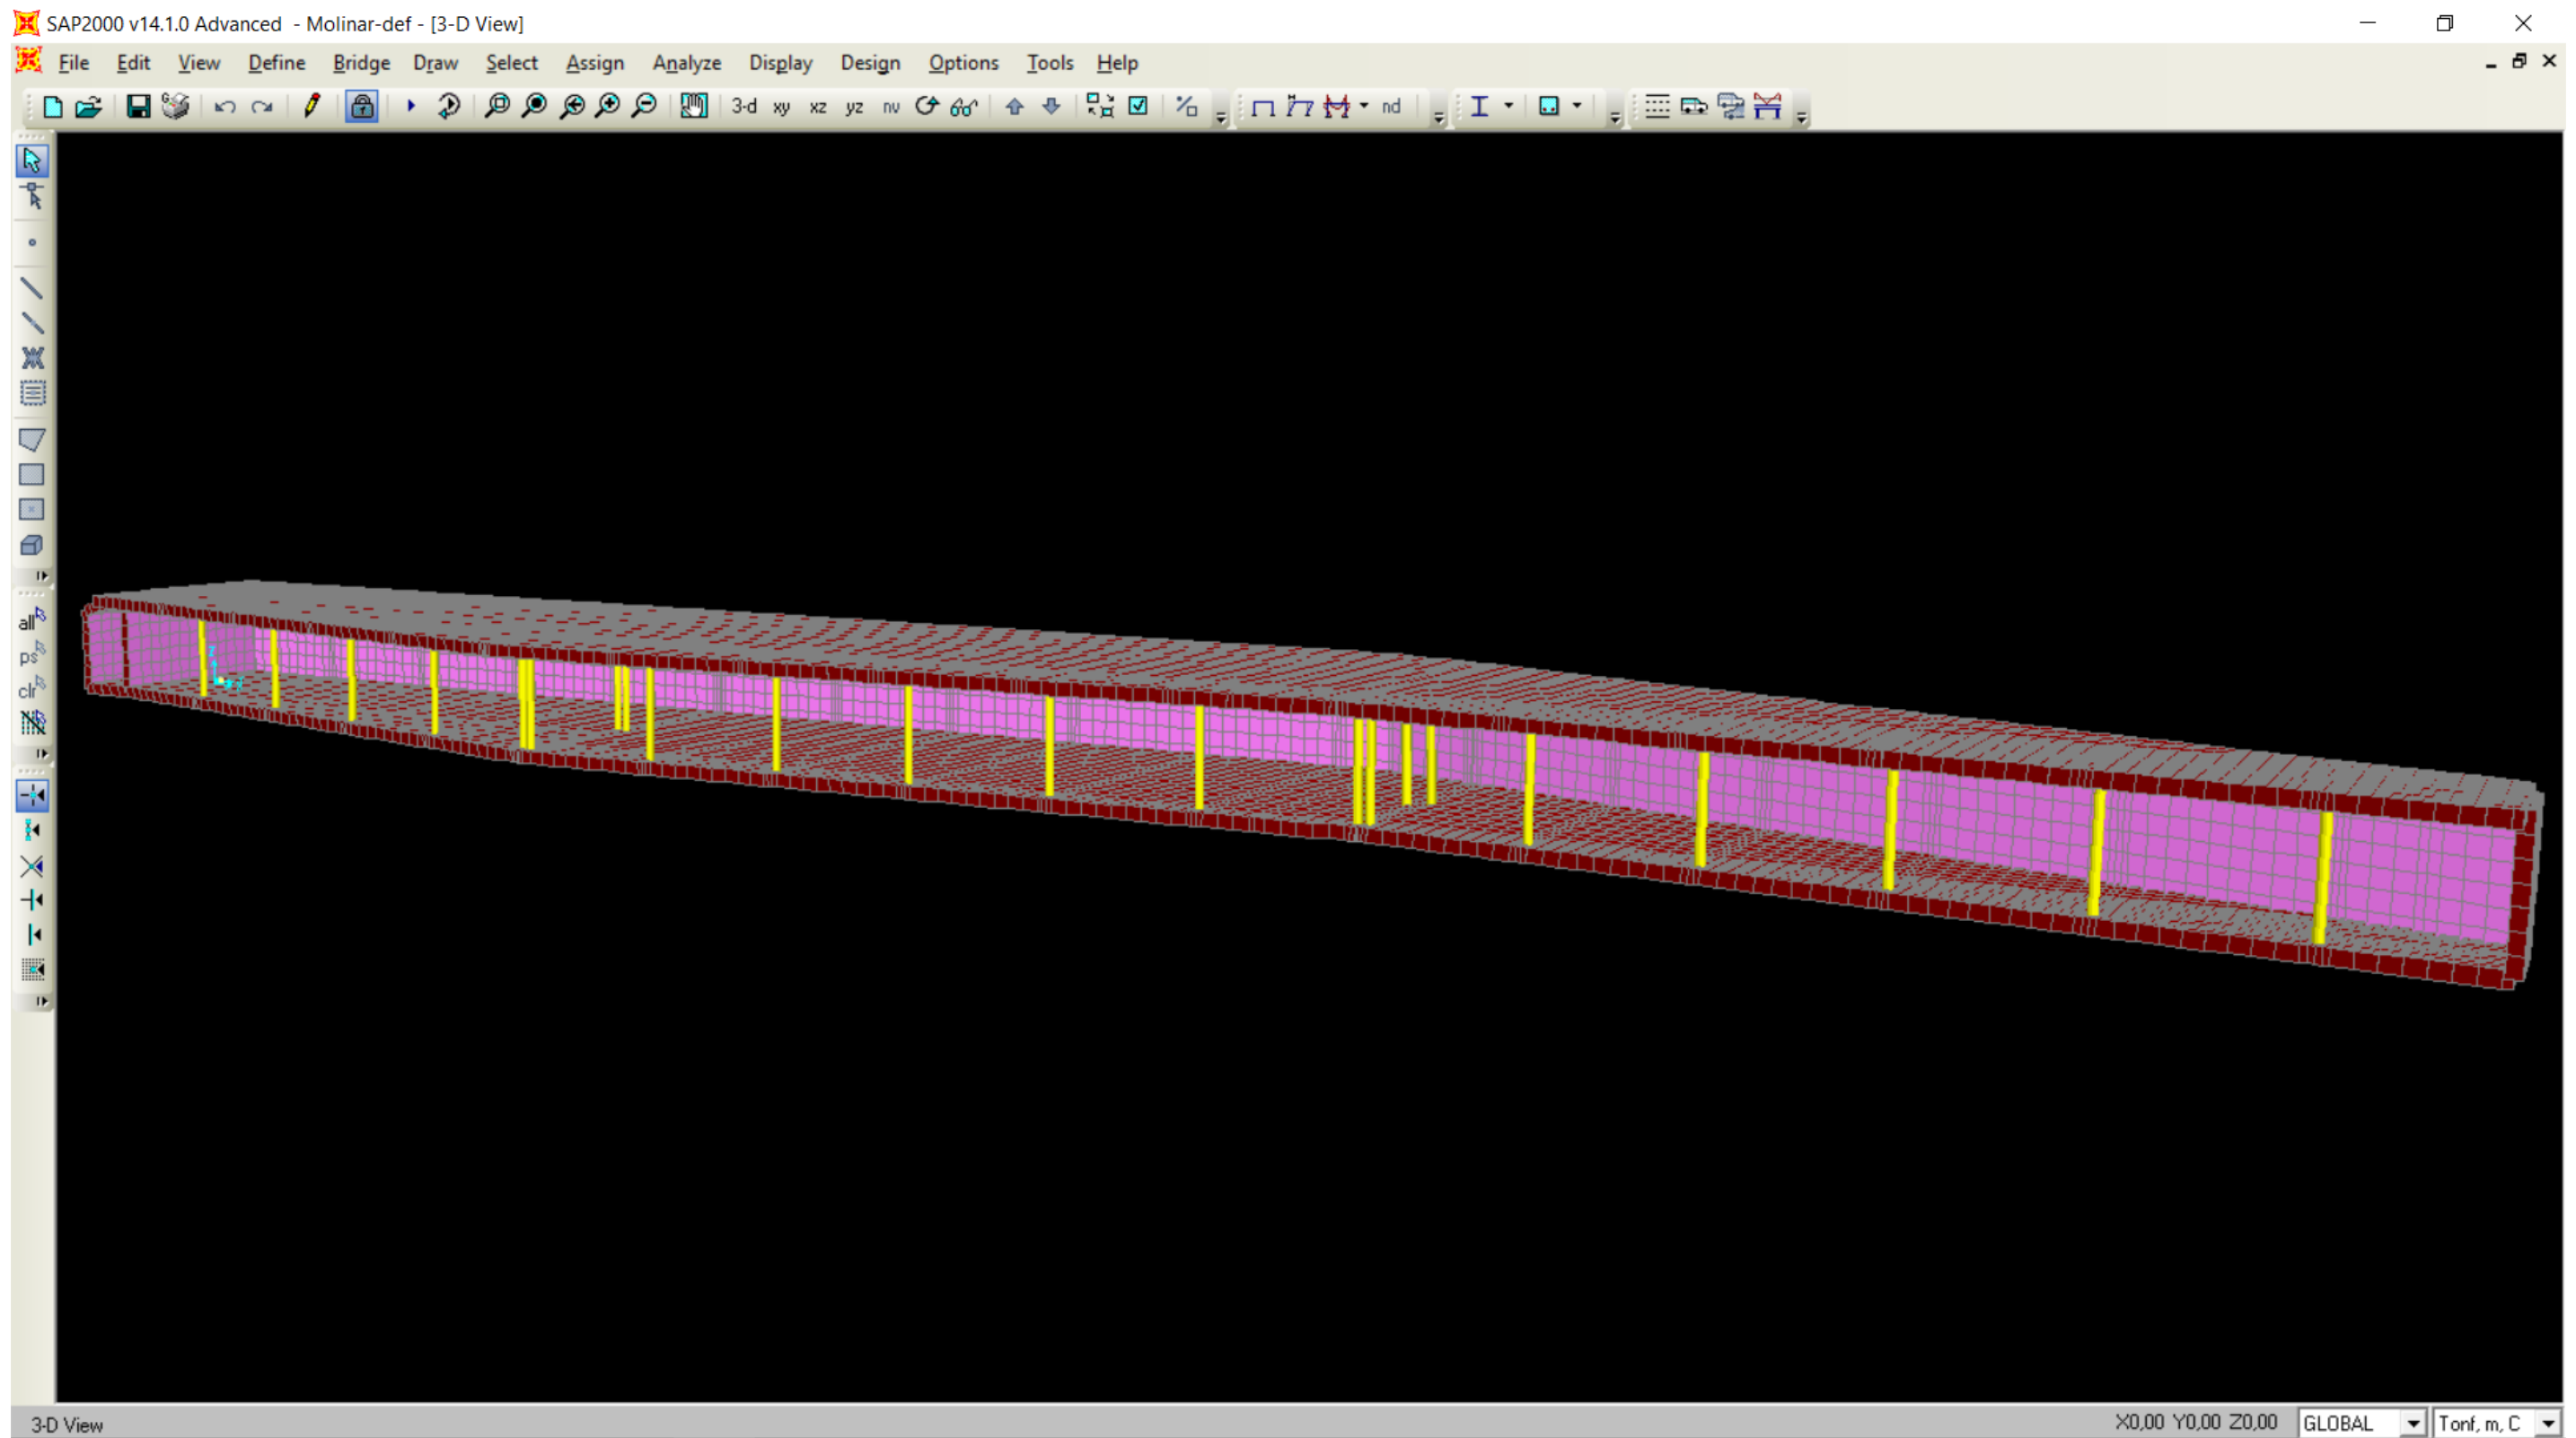 SAP2000 v14.1.0 Advanced - Molinar-def - [3-D View]
File Edit View Define Bridge Draw Select Assign Analyze Display Design Options Tools Help
3-d xy xz yz nv nd
all
ps
clr
Z
3-D View X0,00 Y0,00 Z0,00 GLOBAL Tonf, m, C